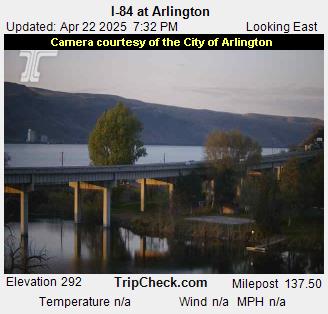 I-84 at Arlington
Updated: Apr 22 2025 7:32 PM Looking East
Camera courtesy of the City of Arlington
Elevation 292 TripCheck.com Milepost 137.50
Temperature n/a Wind n/a MPH n/a